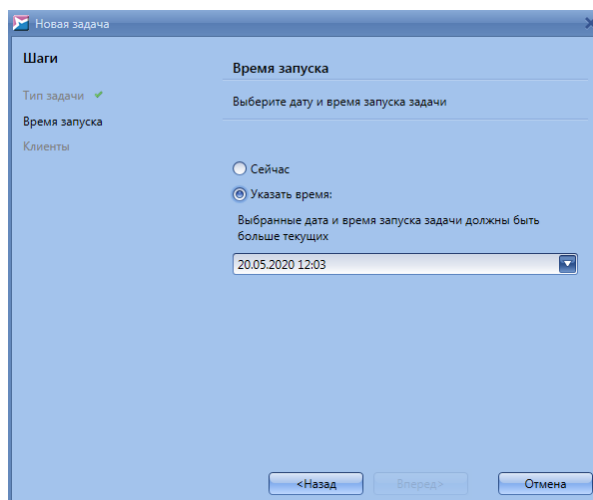 Новая задача
Шаги
Тип задачи
Время запуска
Клиенты
Время запуска
Выберите дату и время запуска задачи
Сейчас
Указать время:
Выбранные дата и время запуска задачи должны быть
больше текущих
20.05.2020 12:03
<Назад
Вперед>
Отмена